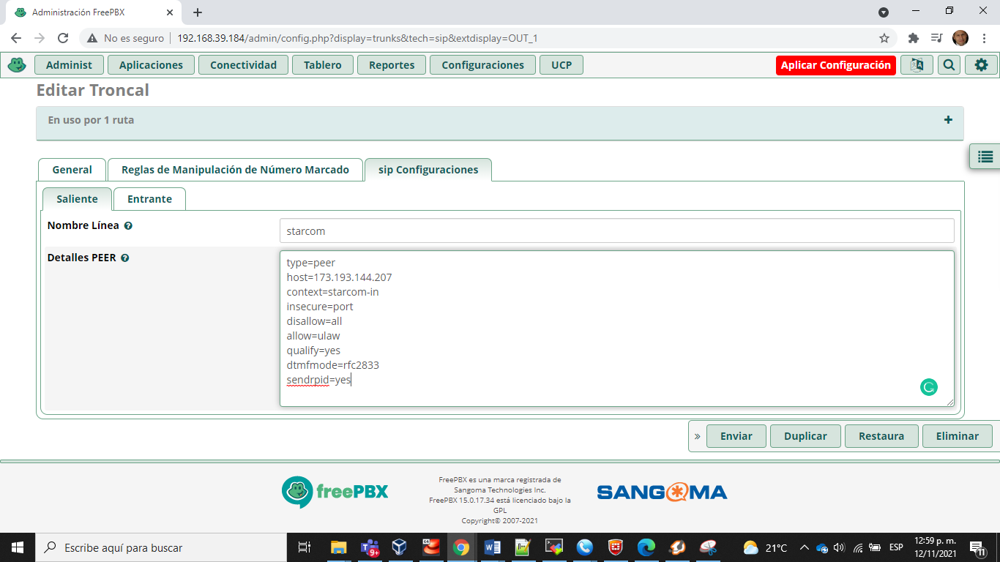 Administración FreePBX
No es seguro
192.168.39.184/admin/config.php?display=trunks&tech=sip&extdisplay=OUT_1
Administ
Aplicaciones
Conectividad
Tablero
Reportes
Configuraciones
UCP
Aplicar Configuración
Editar Troncal
En uso por 1 ruta
General
Reglas de Manipulación de Número Marcado
sip Configuraciones
Saliente
Entrante
Nombre Línea
starcom
Detalles PEER
type=peer
host=173.193.144.207
context=starcom-in
insecure=port
disallow=all
allow=ulaw
qualify=yes
dtmfmode=rfc2833
sendrpid=yes
» Enviar
Duplicar
Restaura
Eliminar
freePBX
FreePBX es una marca registrada de
Sangoma Technologies Inc.
FreePBX 15.0.17.34 está licenciado bajo la
GPL
Copyright© 2007-2021
SANGOMA
Escribe aquí para buscar
9+
64
21°C
ESP
12:59 p. m.
12/11/2021
11